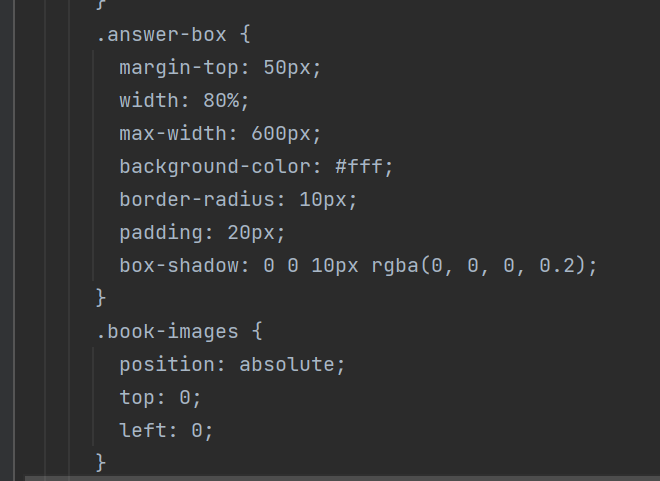 }
.answer-box {
margin-top: 50px;
width: 80%;
max-width: 600px;
background-color: #fff;
border-radius: 10px;
padding: 20px;
box-shadow: 0 0 10px rgba(0, 0, 0, 0.2);
}
.book-images {
position: absolute;
top: 0;
left: 0;
}